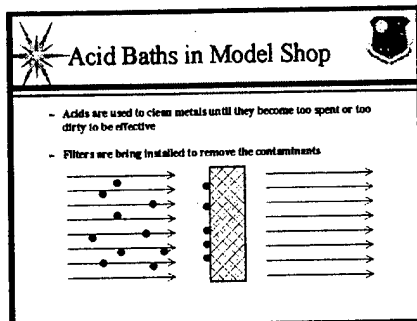 Acid Baths in Model Shop
- Acids are used to clean metals until they become too spent or too
dirty to be effective
- Filters are being installed to remove the contaminants